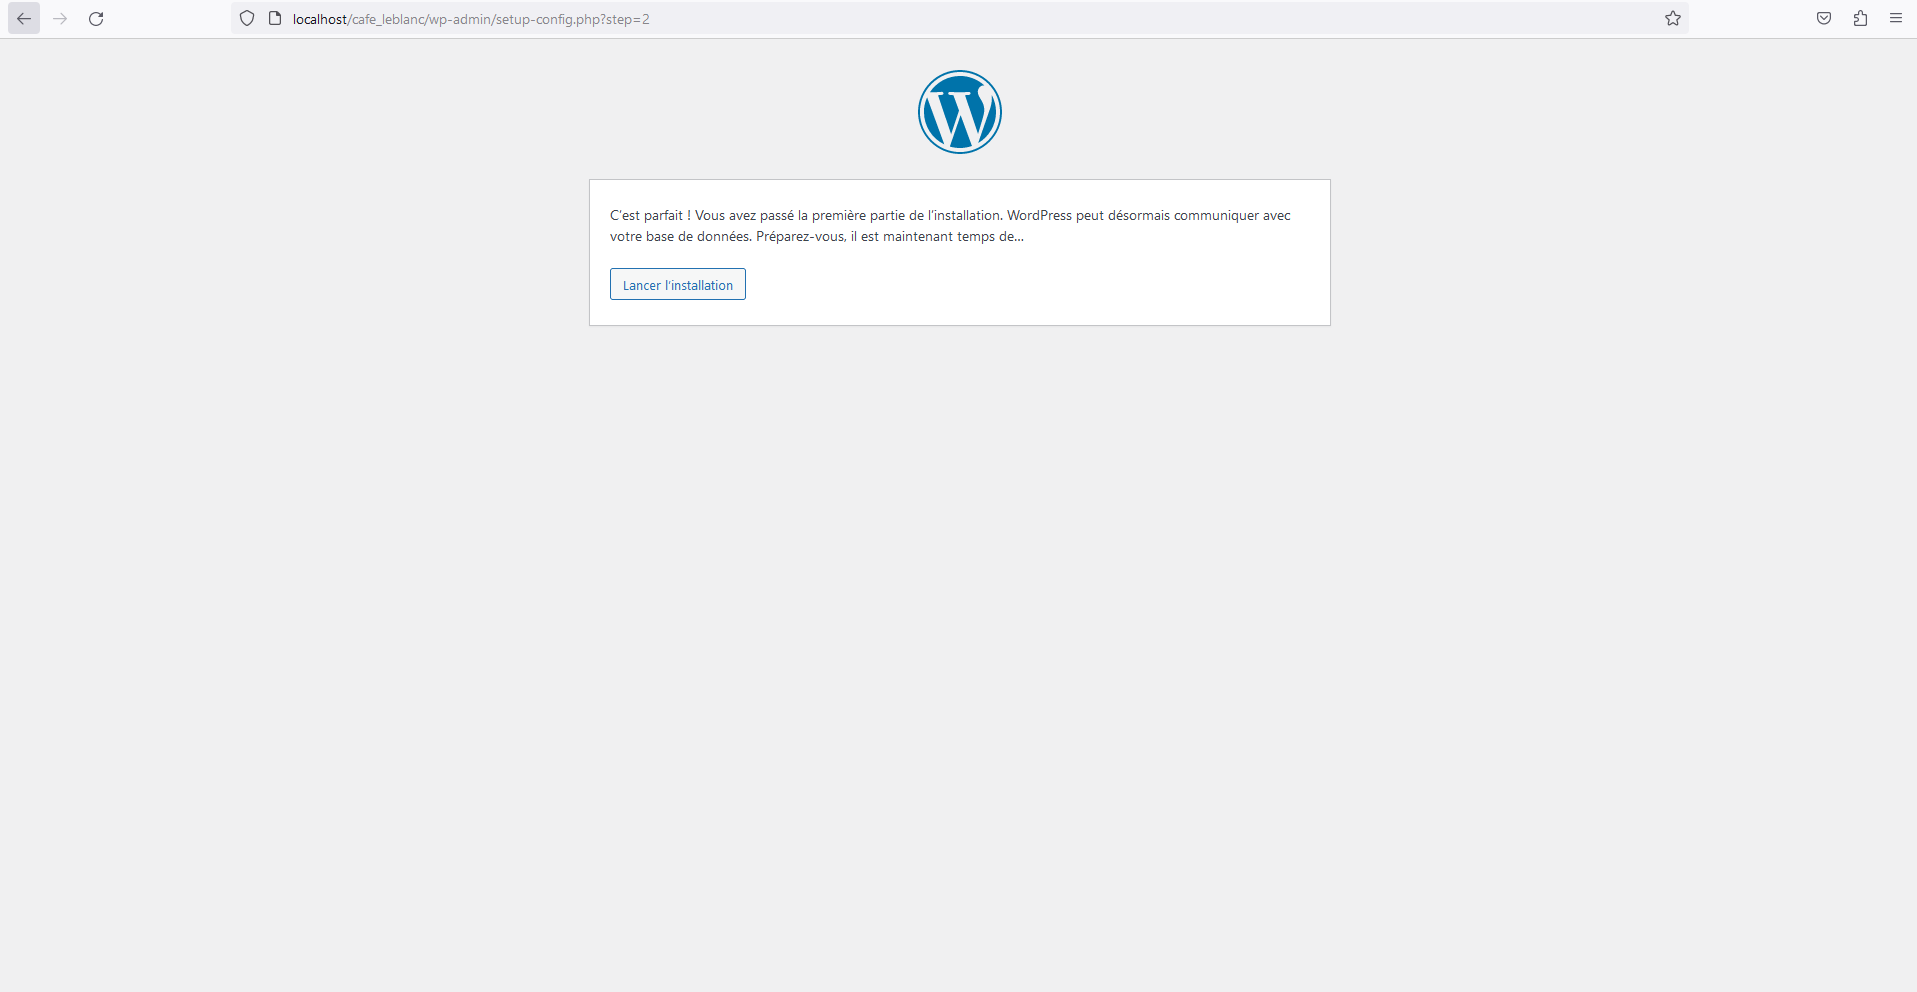 localhost/cafe_leblanc/wp-admin/setup-config.php?step=2
W
C'est parfait ! Vous avez passé la première partie de l’installation. WordPress peut désormais communiquer avec
votre base de données. Préparez-vous, il est maintenant temps de…
Lancer l’installation